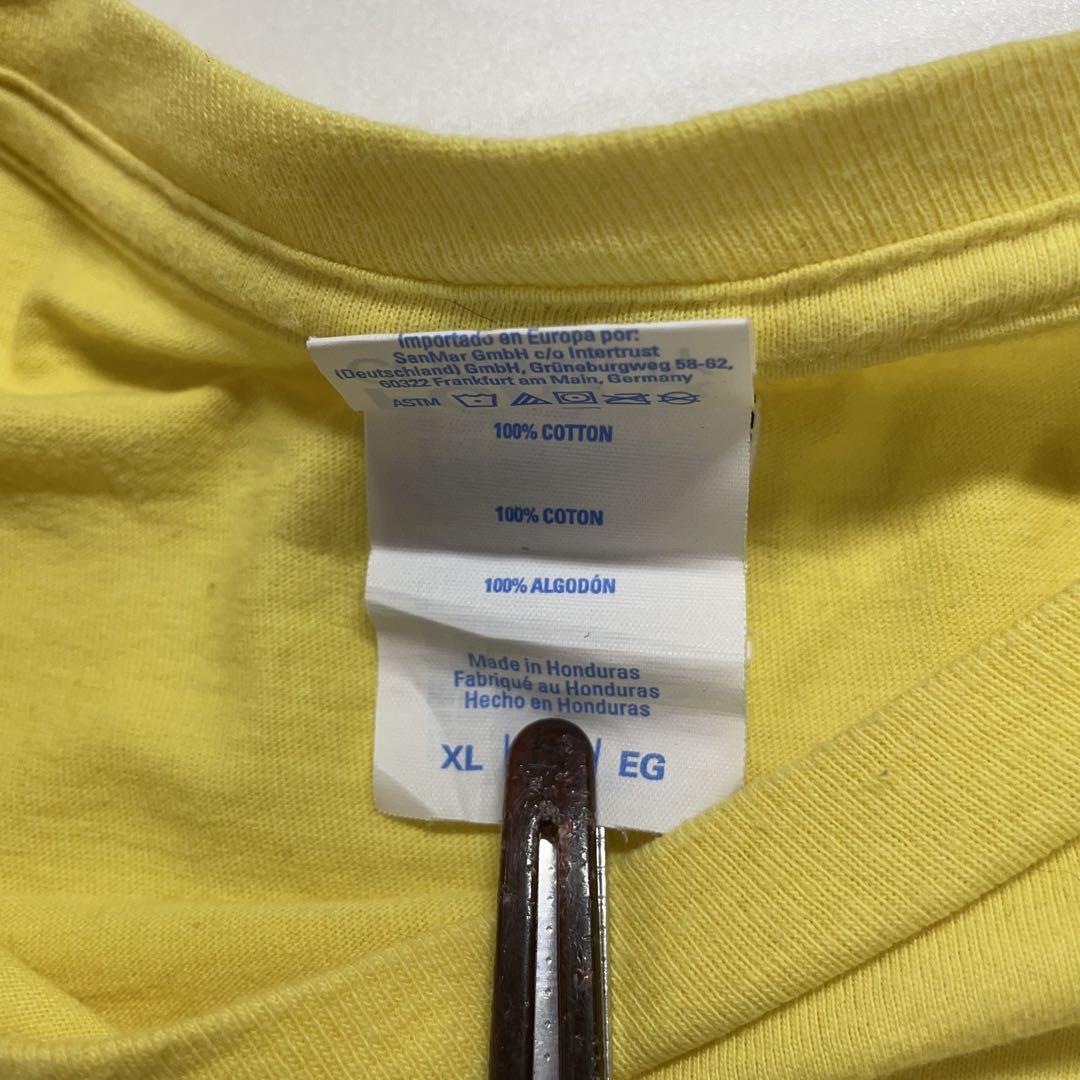 Importado en Europa por:
SanMar GmbH c/o Intertrust
(Deutschland) GmbH, Grüneburgweg 58-62,
60322 Frankfurt am Main, Germany
ASTM
100% COTTON
100% COTON
100% ALGODÓN
Made in Honduras
Fabriqué au Honduras
Hecho en Honduras
XL EG